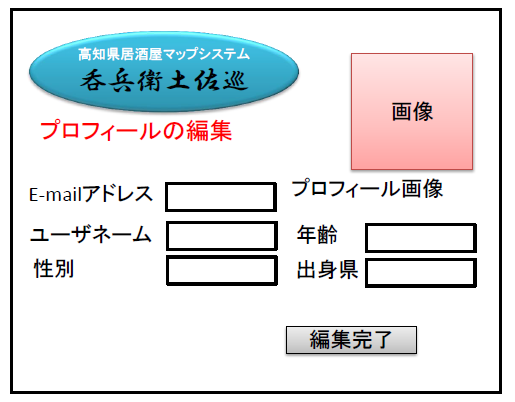 高知県居酒屋マップシステム
呑兵衛土佐巡
プロフィールの編集
画像
E-mailアドレス
プロフィール画像
ユーザネーム
年齢
性別
出身県
編集完了